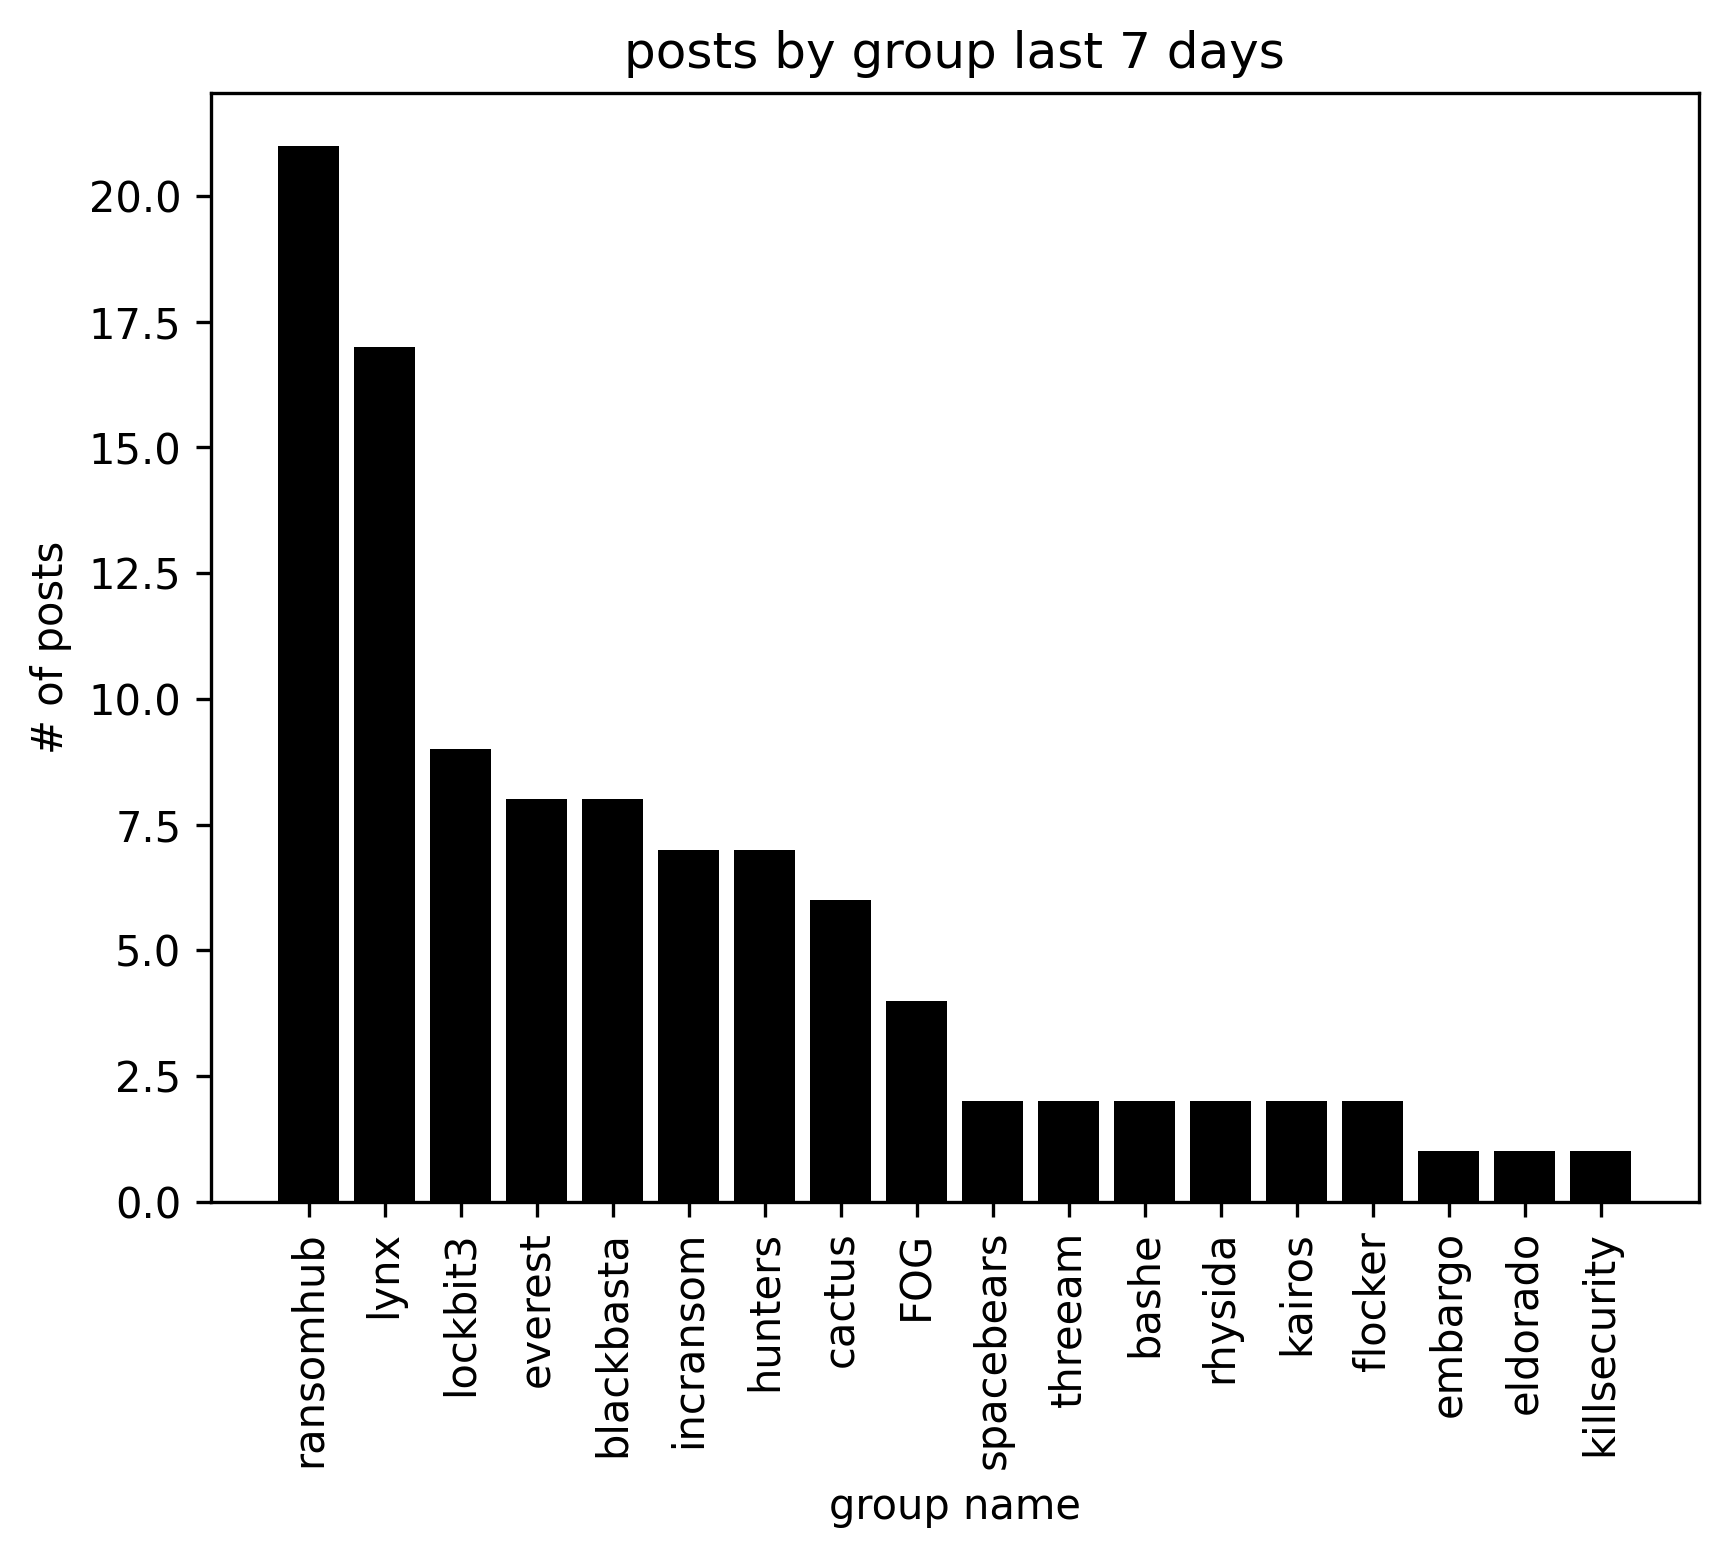 posts by group last 7 days
# of posts
20.0
17.5
15.0
12.5
10.0
7.5
5.0
2.5
0.0
ransomhub
lynx
lockbit3
everest
blackbasta
incransom
hunters
cactus
FOG
spacebears
threeam
bashe
rhysida
kairos
flocker
embargo
eldorado
killsecurity
group name